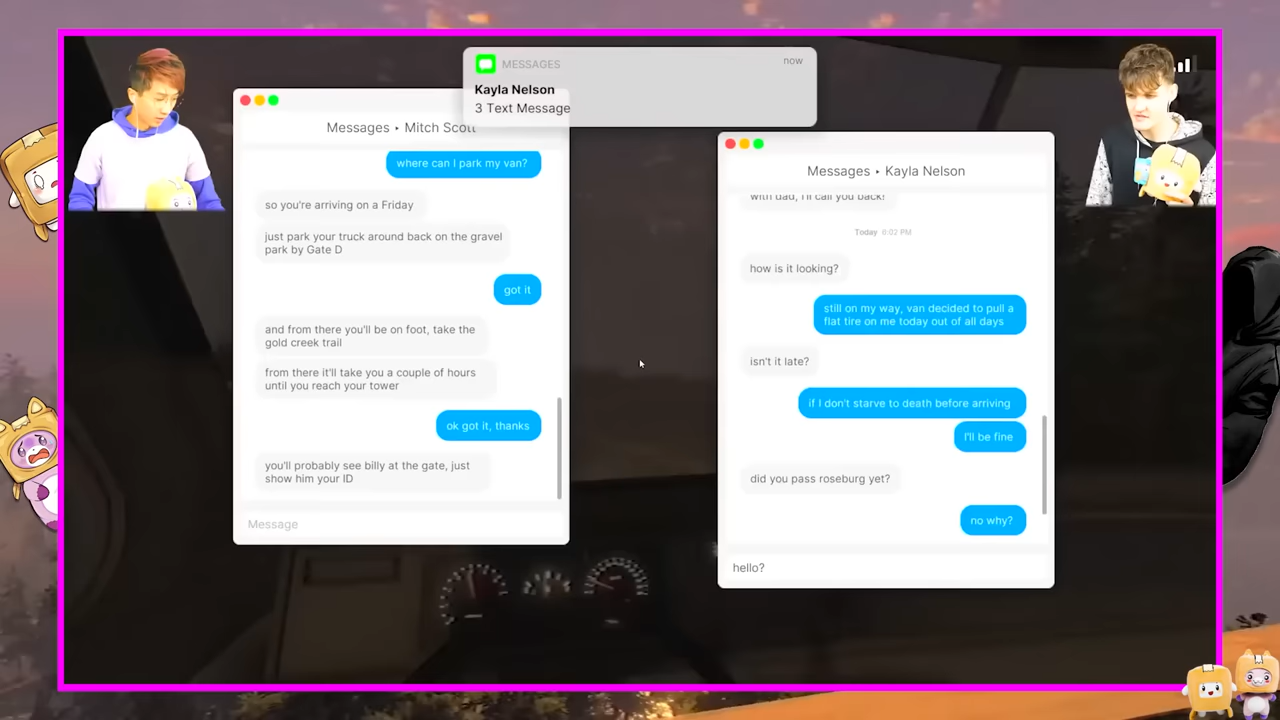 MESSAGES
now
Kayla Nelson
3 Text Message
Messages ‣ Mitch Scott
where can I park my van?
so you're arriving on a Friday
just park your truck around back on the gravel
park by Gate D
got it
and from there you'll be on foot, take the
gold creek trail
from there it'll take you a couple of hours
until you reach your tower
ok got it, thanks
you'll probably see billy at the gate, just
show him your ID
Message
Messages ‣ Kayla Nelson
with dad, I'll call you back!
Today 6:02 PM
how is it looking?
still on my way, van decided to pull a
flat tire on me today out of all days
isn't it late?
if I don't starve to death before arriving
I'll be fine
did you pass roseburg yet?
no why?
hello?